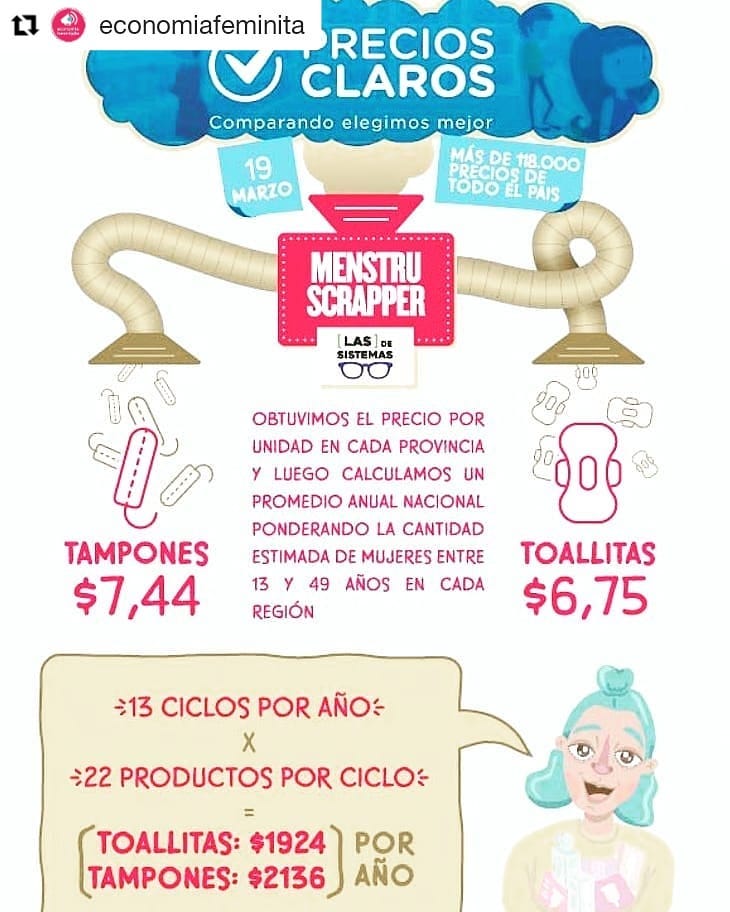 economiafeminita
PRECIOS
CLAROS
Comparando elegimos mejor
19
MARZO
MÁS DE 118.000
PRECIOS DE
TODO EL PAIS
MENSTRU
SCRAPPER
[LAS] DE
SISTEMAS
OBTUVIMOS EL PRECIO POR
UNIDAD EN CADA PROVINCIA
Y LUEGO CALCULAMOS UN
PROMEDIO ANUAL NACIONAL
PONDERANDO LA CANTIDAD
ESTIMADA DE MUJERES ENTRE
13 Y 49 AÑOS EN CADA
REGIÓN
TAMPONES
$7,44
TOALLITAS
$6,75
13 CICLOS POR AÑO
X
22 PRODUCTOS POR CICLO
=
TOALLITAS: $1924
TAMPONES: $2136
POR
AÑO